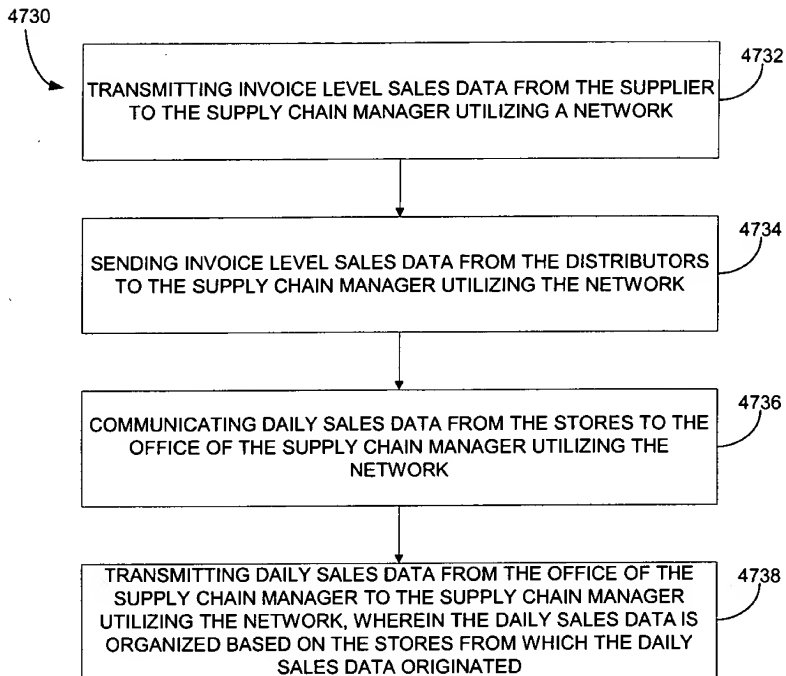 4730
4732
TRANSMITTING INVOICE LEVEL SALES DATA FROM THE SUPPLIER
TO THE SUPPLY CHAIN MANAGER UTILIZING A NETWORK
4734
SENDING INVOICE LEVEL SALES DATA FROM THE DISTRIBUTORS
TO THE SUPPLY CHAIN MANAGER UTILIZING THE NETWORK
4736
COMMUNICATING DAILY SALES DATA FROM THE STORES TO THE
OFFICE OF THE SUPPLY CHAIN MANAGER UTILIZING THE
NETWORK
4738
TRANSMITTING DAILY SALES DATA FROM THE OFFICE OF THE
SUPPLY CHAIN MANAGER TO THE SUPPLY CHAIN MANAGER
UTILIZING THE NETWORK, WHEREIN THE DAILY SALES DATA IS
ORGANIZED BASED ON THE STORES FROM WHICH THE DAILY
SALES DATA ORIGINATED